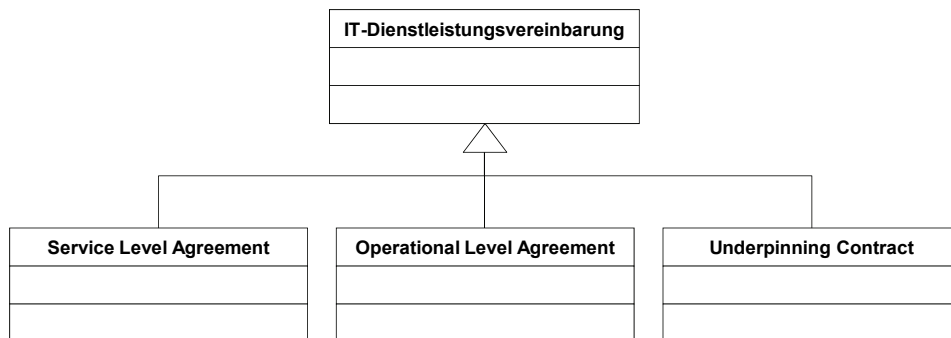 IT-Dienstleistungsvereinbarung
Service Level Agreement
Operational Level Agreement
Underpinning Contract